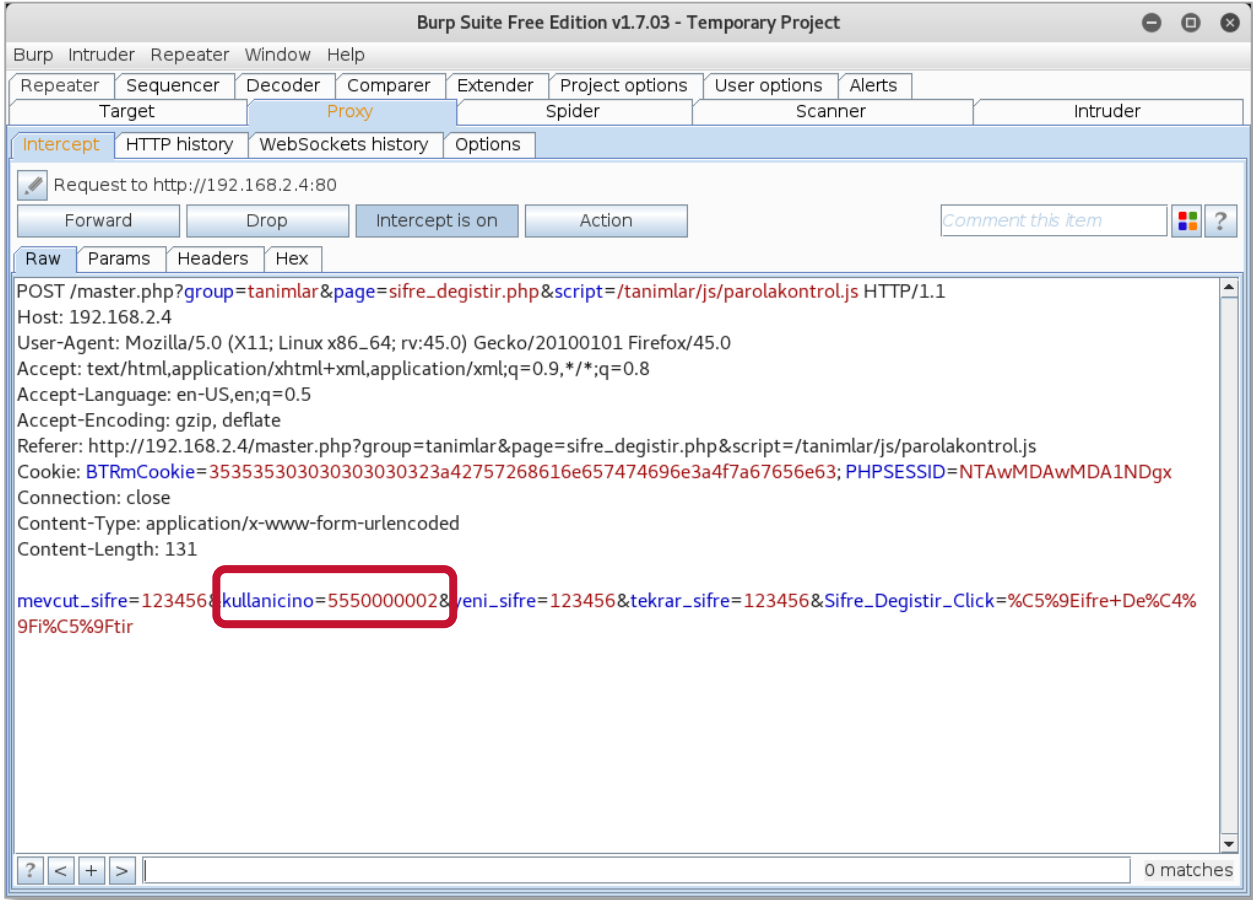 Burp Suite Free Edition v1.7.03 - Temporary Project
Burp Intruder Repeater Window Help
Repeater Sequencer Decoder Comparer Extender Project options User options Alerts
Target Proxy Spider Scanner Intruder
Intercept HTTP history WebSockets history Options
Request to http://192.168.2.4:80
Forward Drop Intercept is on Action Comment this item ?
Raw Params Headers Hex
POST /master.php?group=tanimlar&page=sifre_degistir.php&script=/tanimlar/js/parolakontrol.js HTTP/1.1
Host: 192.168.2.4
User-Agent: Mozilla/5.0 (X11; Linux x86_64; rv:45.0) Gecko/20100101 Firefox/45.0
Accept: text/html,application/xhtml+xml,application/xml;q=0.9,*/*;q=0.8
Accept-Language: en-US,en;q=0.5
Accept-Encoding: gzip, deflate
Referer: http://192.168.2.4/master.php?group=tanimlar&page=sifre_degistir.php&script=/tanimlar/js/parolakontrol.js
Cookie: BTRmCookie=353535303030303030323a42757268616e657474696e3a4f7a67656e63; PHPSESSID=NTAwMDAwMDA1NDgx
Connection: close
Content-Type: application/x-www-form-urlencoded
Content-Length: 131
mevcut_sifre=123456&kullanicino=5550000002&yeni_sifre=123456&tekrar_sifre=123456&Sifre_Degistir_Click=%C5%9Eifre+De%C4%
9Fi%C5%9Ftir
? < + > 0 matches